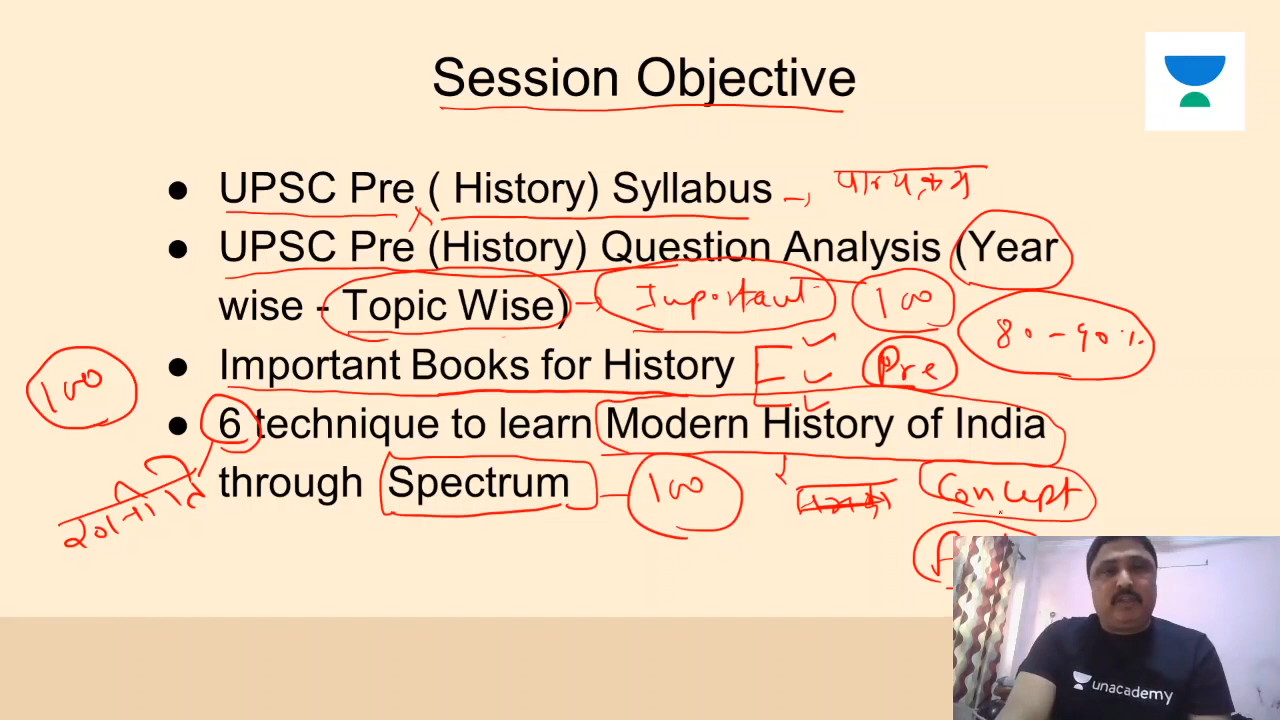 Session Objective
● UPSC Pre ( History) Syllabus → पाठ्यक्रम
● UPSC Pre (History) Question Analysis (Year
wise - Topic Wise) → Important 100
80-90%
● Important Books for History Pre
100
● 6 technique to learn Modern History of India
through Spectrum 100
Concept
रणनीति
unacademy